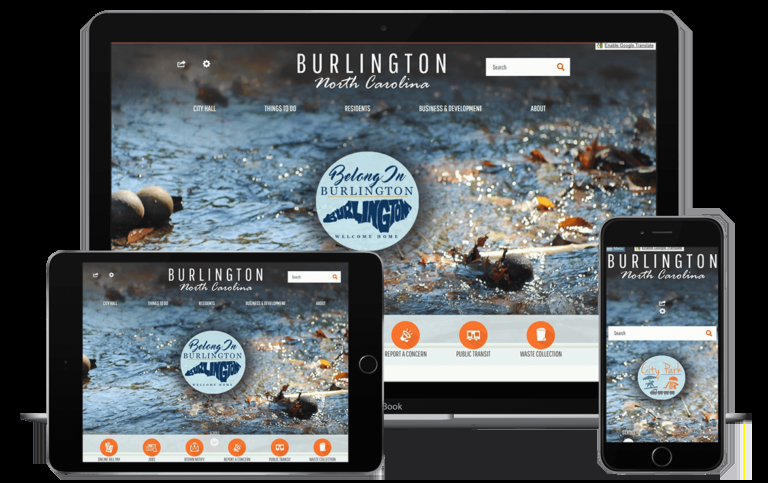 Enable Google Translate
BURLINGTON
North Carolina
Search
CITY HALL
THINGS TO DO
RESIDENTS
BUSINESS & DEVELOPMENT
ABOUT
Belong In
BURLINGTON
BURLINGTON
WELCOME HOME
REPORT A CONCERN
PUBLIC TRANSIT
WASTE COLLECTION
Book
BURLINGTON
North Carolina
Search
CITY HALL
THINGS TO DO
RESIDENTS
BUSINESS & DEVELOPMENT
ABOUT
Belong In
BURLINGTON
BURLINGTON
WELCOME HOME
ONLINE BILL PAY
JOBS
REPORT A CONCERN
PUBLIC TRANSIT
WASTE COLLECTION
Enable Google Translate
BURLINGTON
North Carolina
Search
City Park